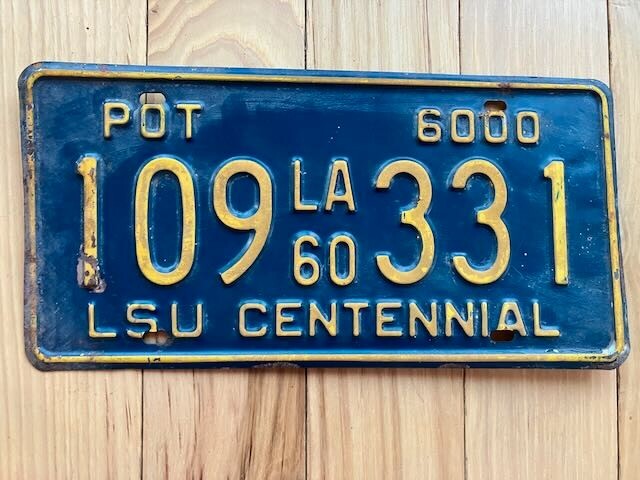 POT 6000
109 LA 60 331
LSU CENTENNIAL